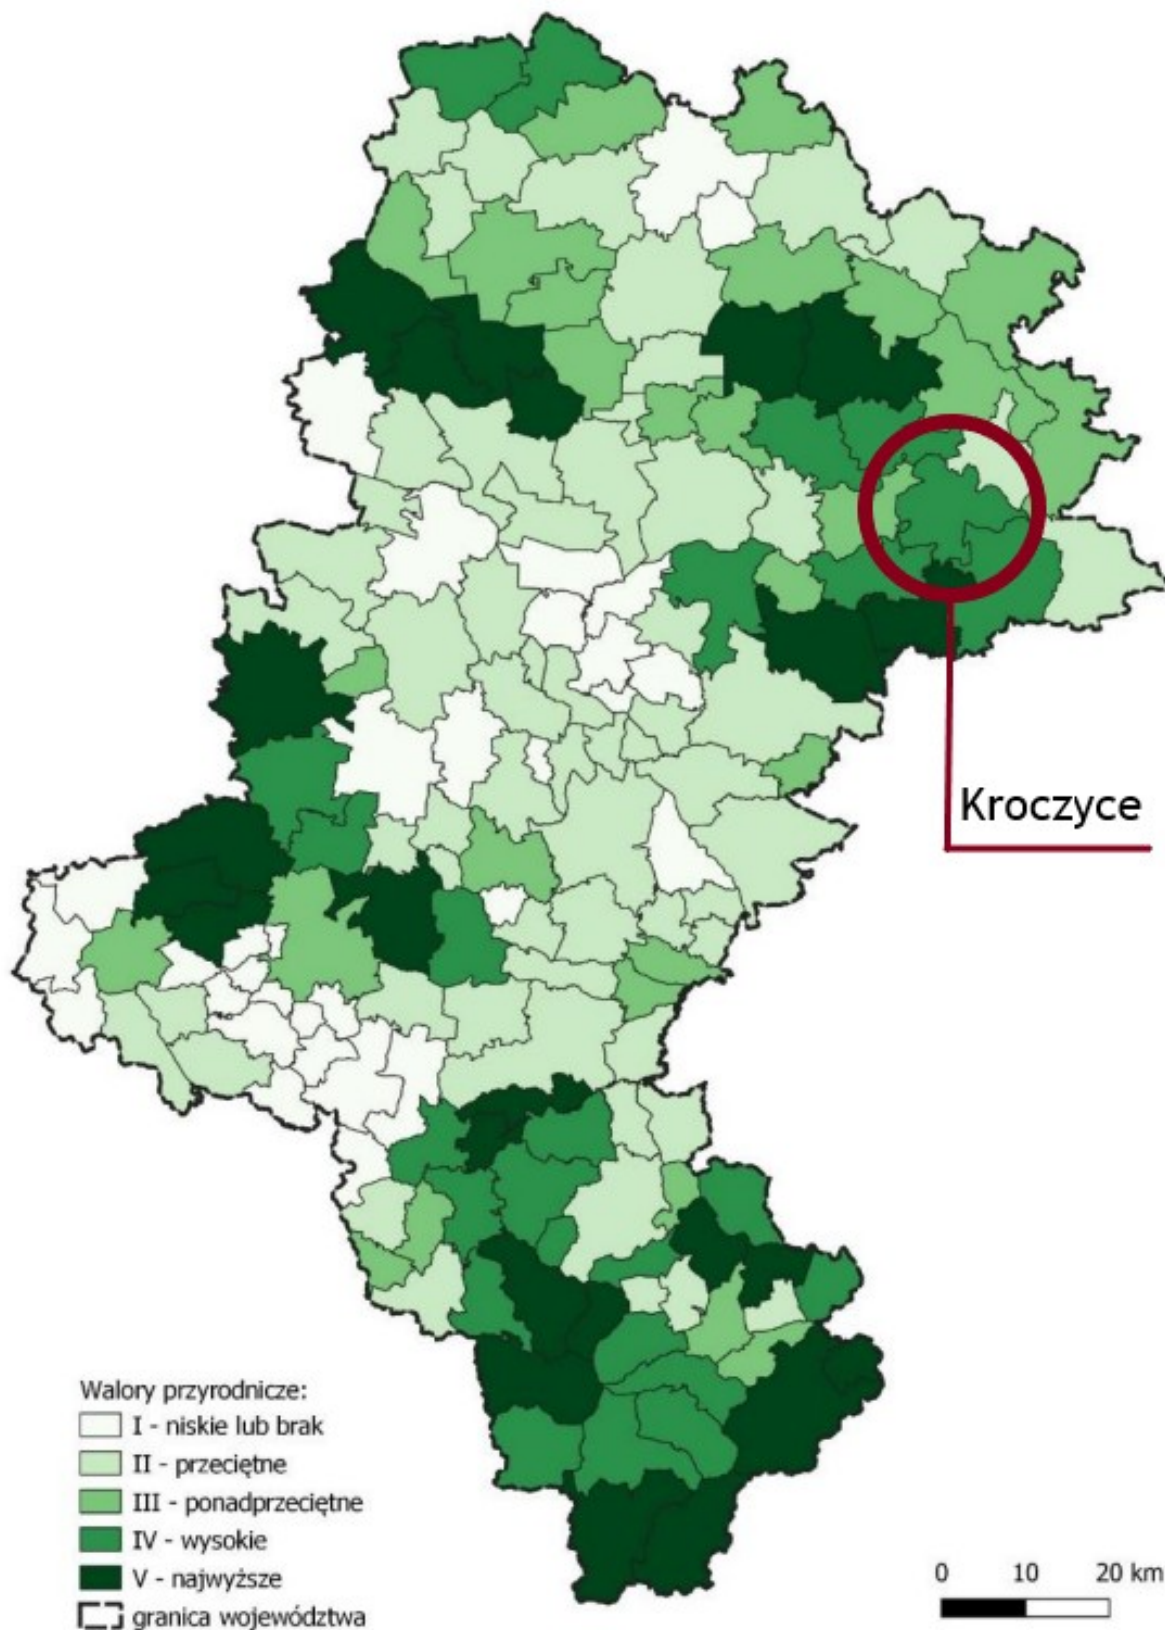 Kroczyce
Walory przyrodnicze:
I - niskie lub brak
II - przeciętne
III - ponadprzeciętne
IV - wysokie
V - najwyższe
granica województwa
0 10 20 km